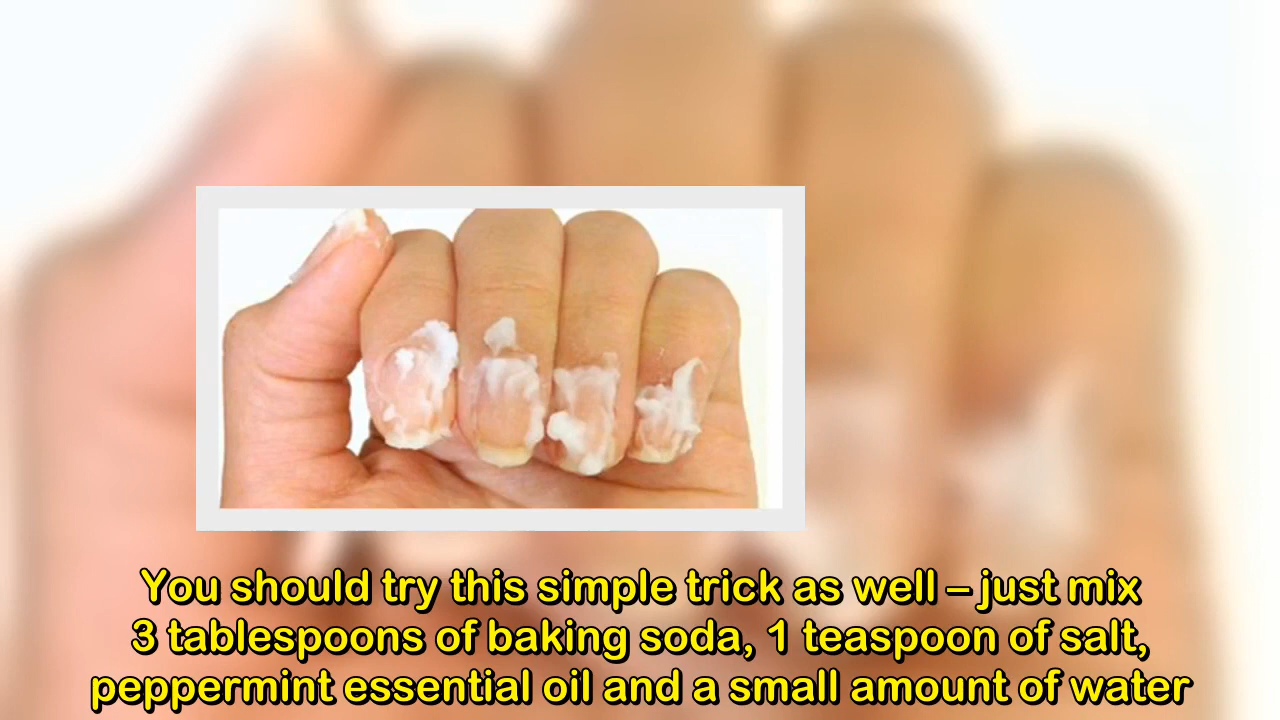 You should try this simple trick as well – just mix
3 tablespoons of baking soda, 1 teaspoon of salt,
peppermint essential oil and a small amount of water